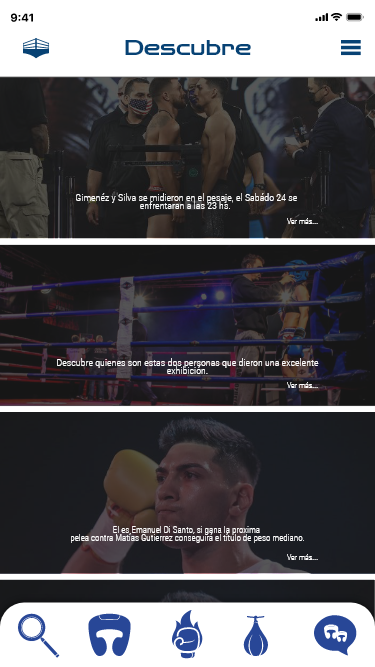 9:41
Descubre
Gimenéz y Silva se midieron en el pesaje, el Sabádo 24 se
enfrentaran a las 23 hs.
Ver más...
Descubre quienes son estas dos personas que dieron una excelente
exhibición.
Ver más...
El es Emanuel Di Santo, si gana la proxima
pelea contra Matias Gutierrez conseguirá el titulo de peso mediano.
Ver más...